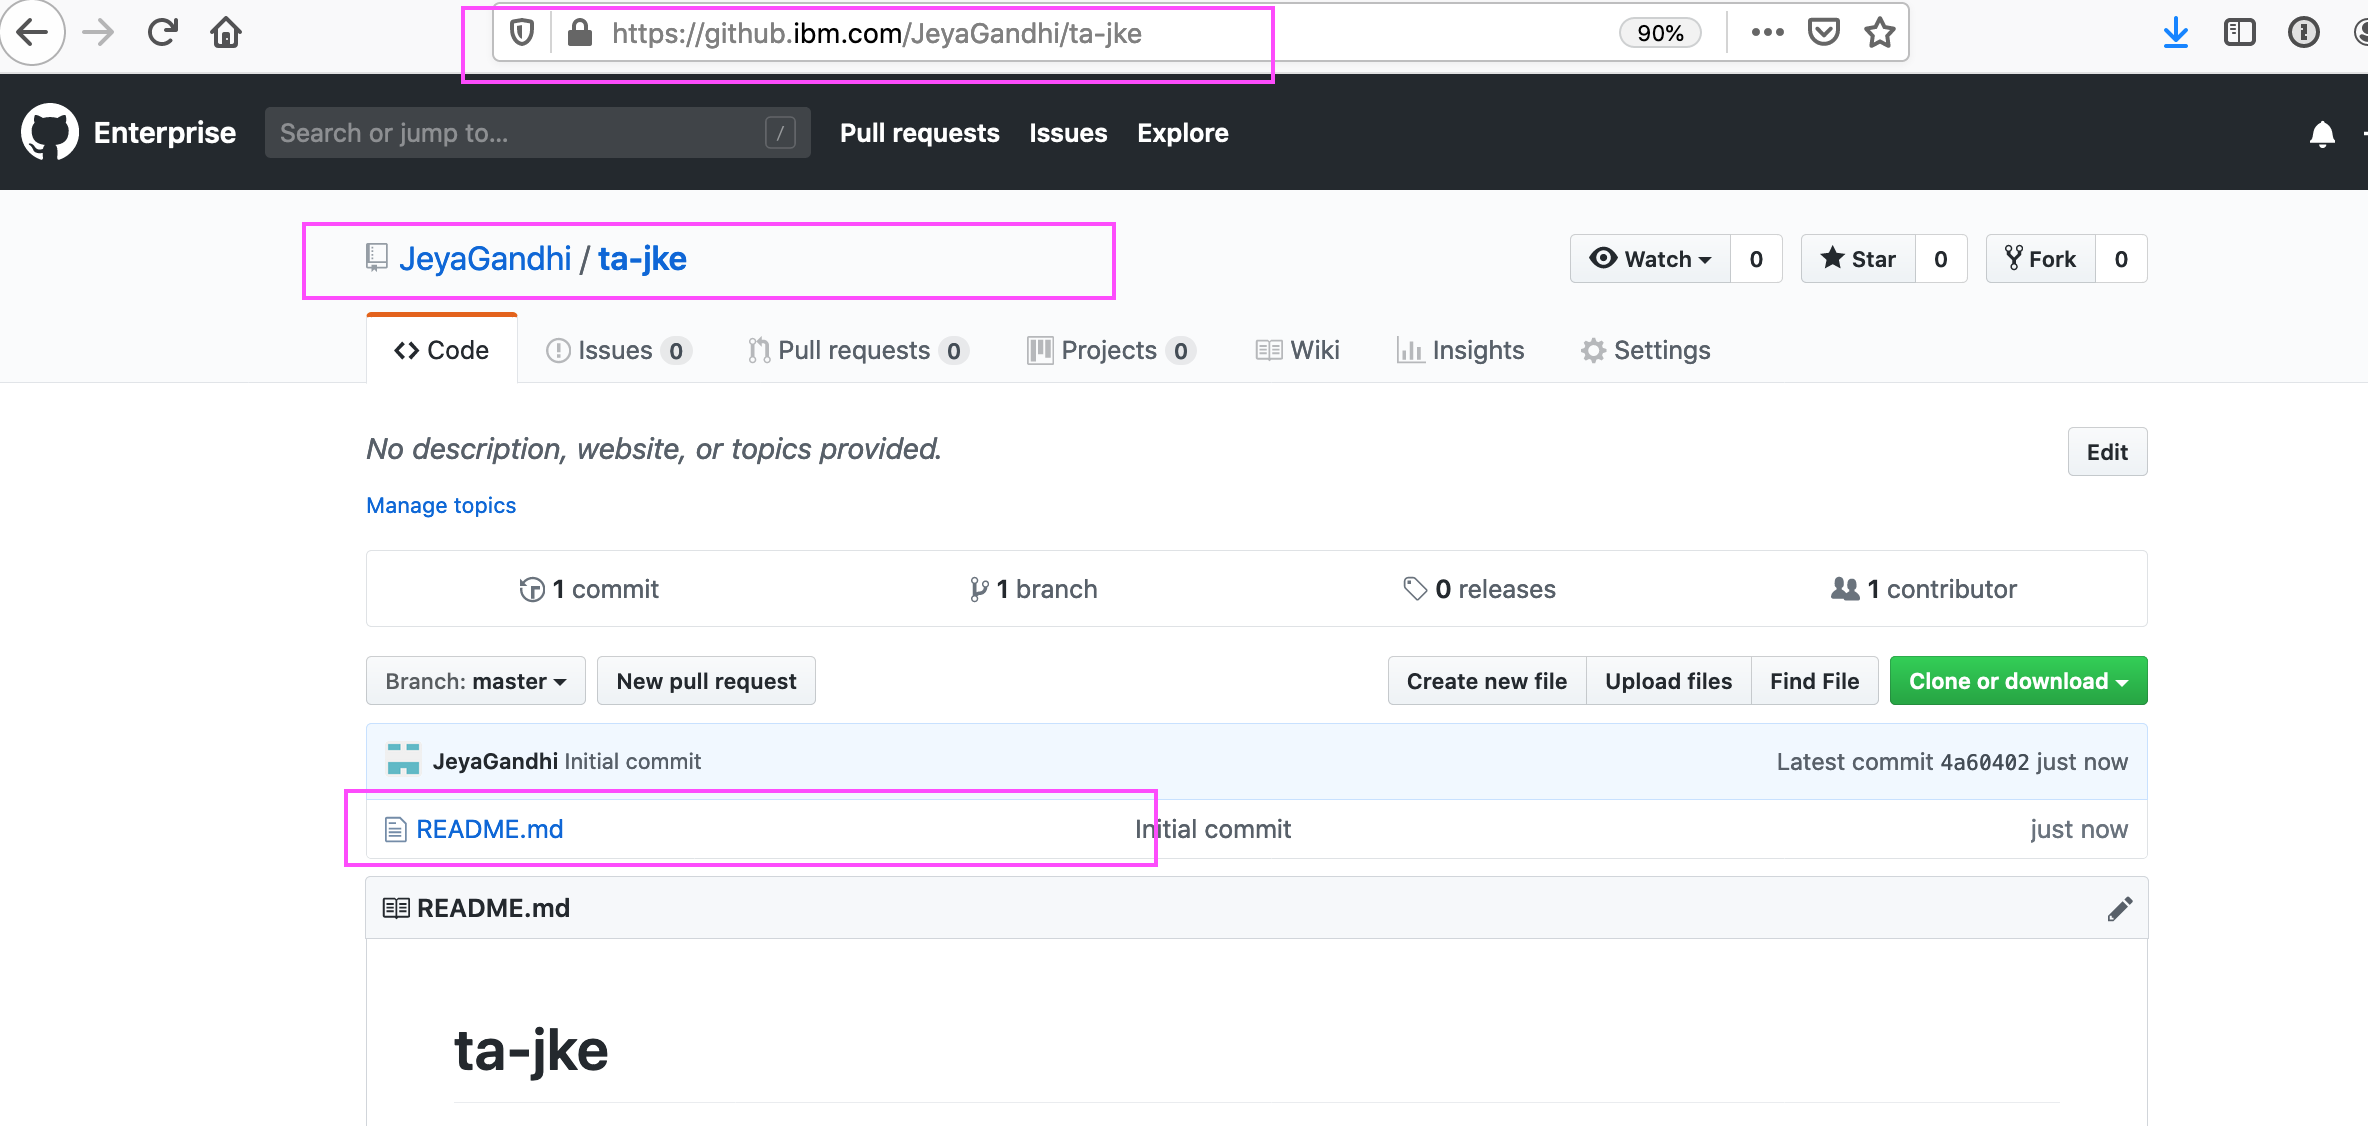 https://github.ibm.com/JeyaGandhi/ta-jke 90%
Enterprise Search or jump to... / Pull requests Issues Explore
JeyaGandhi / ta-jke Watch 0 Star 0 Fork 0
Code Issues 0 Pull requests 0 Projects 0 Wiki Insights Settings
No description, website, or topics provided. Edit
Manage topics
1 commit 1 branch 0 releases 1 contributor
Branch: master New pull request Create new file Upload files Find File Clone or download
JeyaGandhi Initial commit Latest commit 4a60402 just now
README.md Initial commit just now
README.md
ta-jke